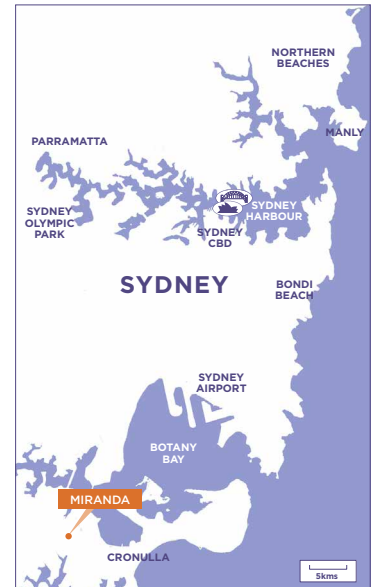 NORTHERN
BEACHES
MANLY
PARRAMATTA
SYDNEY
HARBOUR
SYDNEY
OLYMPIC
PARK
SYDNEY
CBD
SYDNEY
BONDI
BEACH
SYDNEY
AIRPORT
BOTANY
BAY
MIRANDA
CRONULLA
5kms